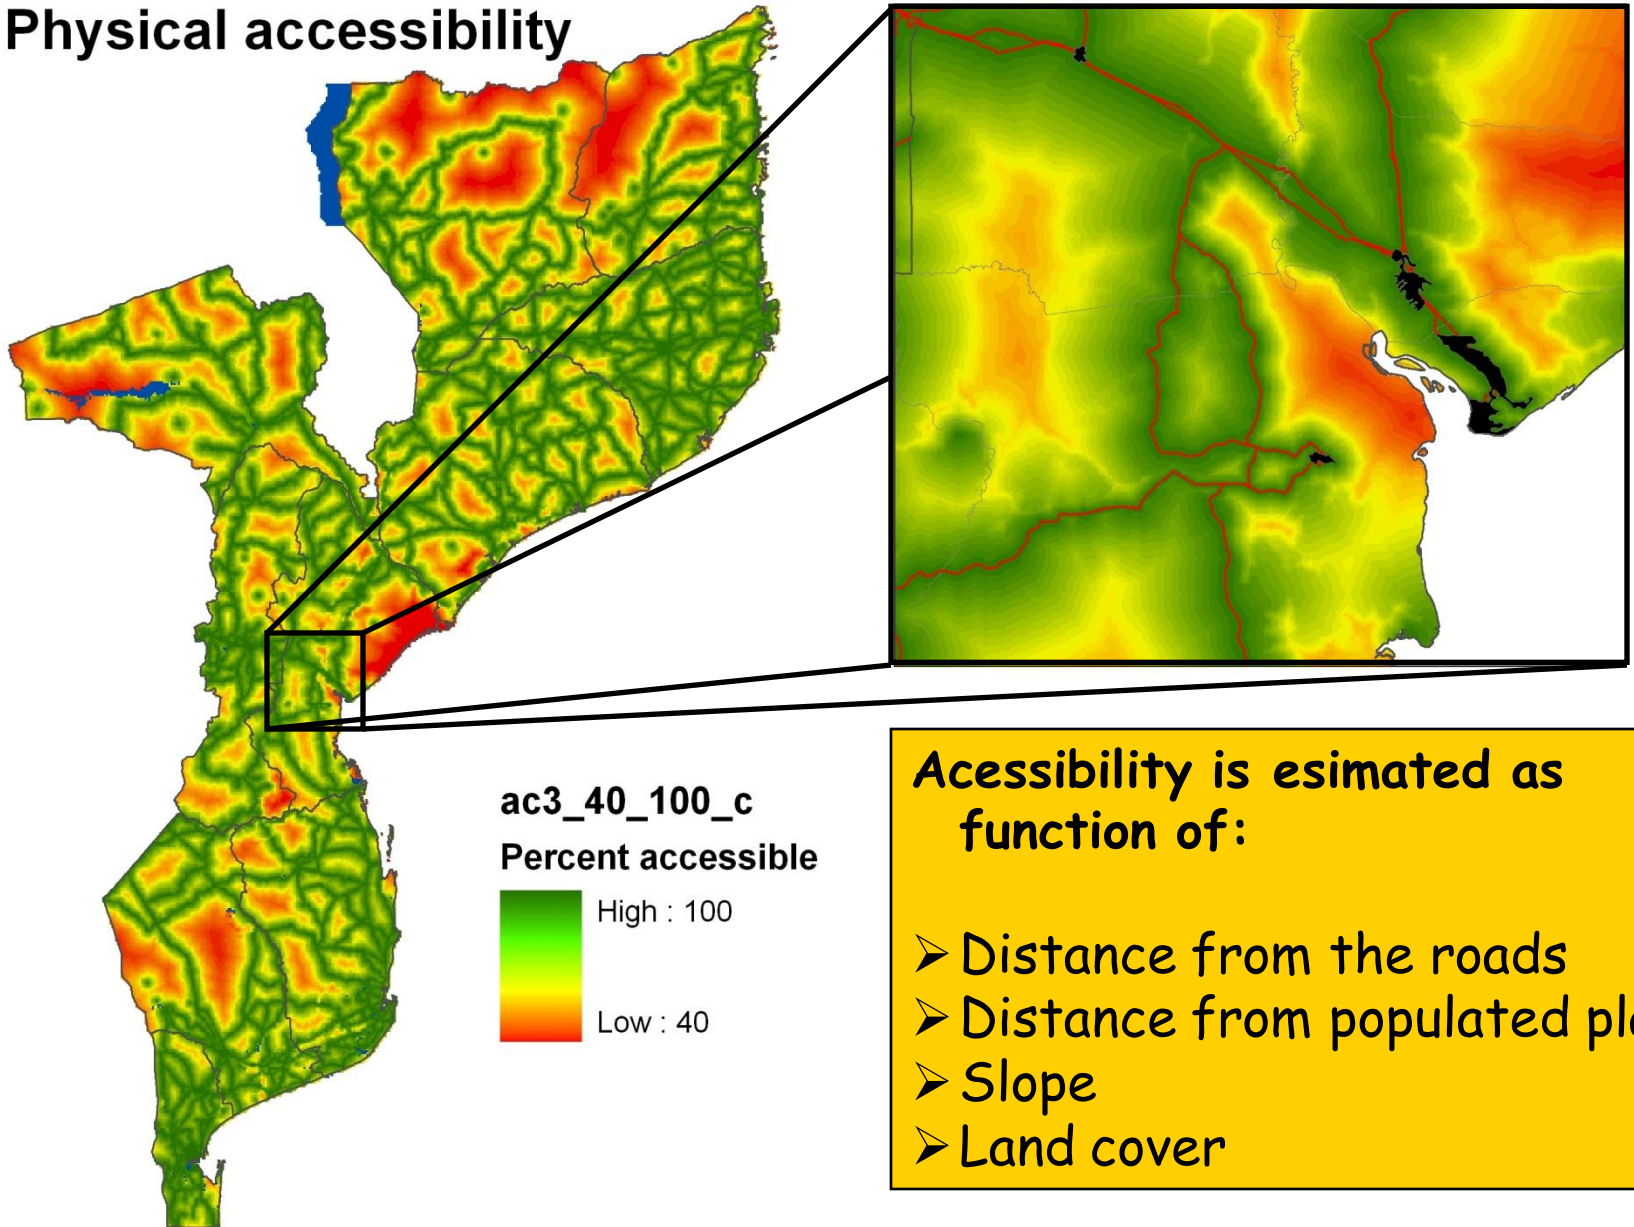 Physical accessibility
ac3_40_100_c
Percent accessible
High : 100
Low : 40
Acessibility is esimated as
function of:
➢ Distance from the roads
➢ Distance from populated
➢ Slope
➢ Land cover